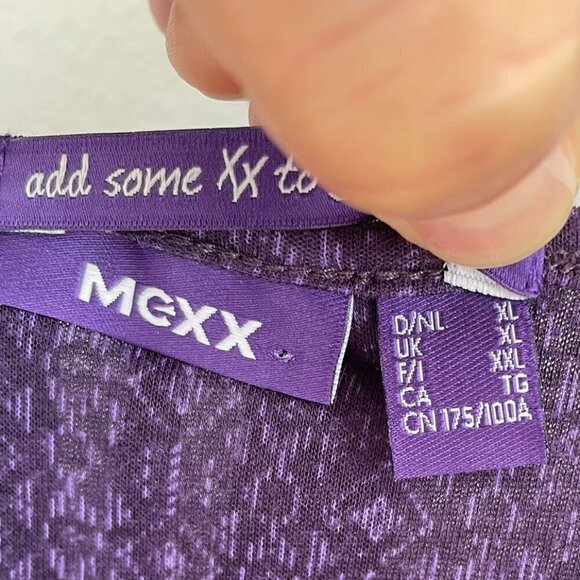 add some Xx to
Mexx
D/NL XL
UK XL
F/I XXL
CA TG
CN 175/100A